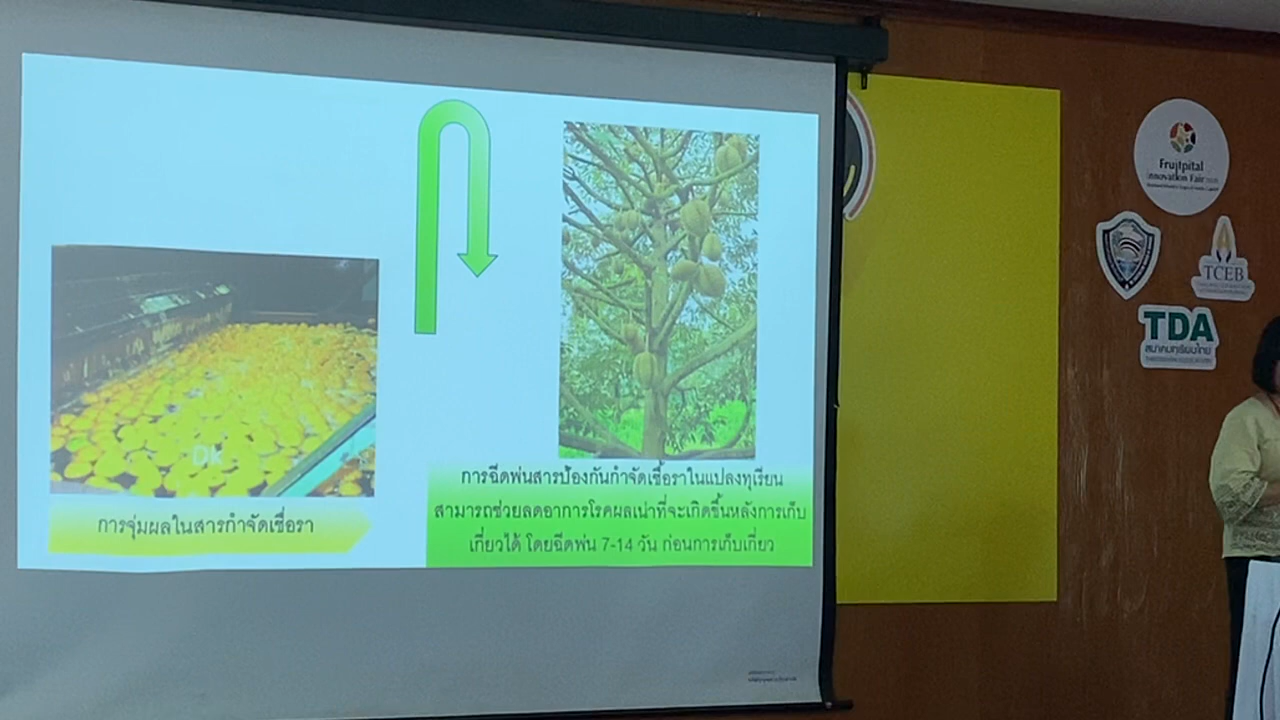 การจุ่มผลในสารกำจัดเชื่อรา
การฉีดพ่นสารป้องกันกำจัดเชื้อราในแปลงทุเรียน
สามารถช่วยลดอาการโรคผลเน่าที่จะเกิดขึ้นหลังการเก็บ
เกี่ยวได้ โดยฉีดพ่น 7-14 วัน ก่อนการเก็บเกี่ยว
Fruitpital
Innovation Fair
TCEB
TDA
สมาคมทุเรียนไทย